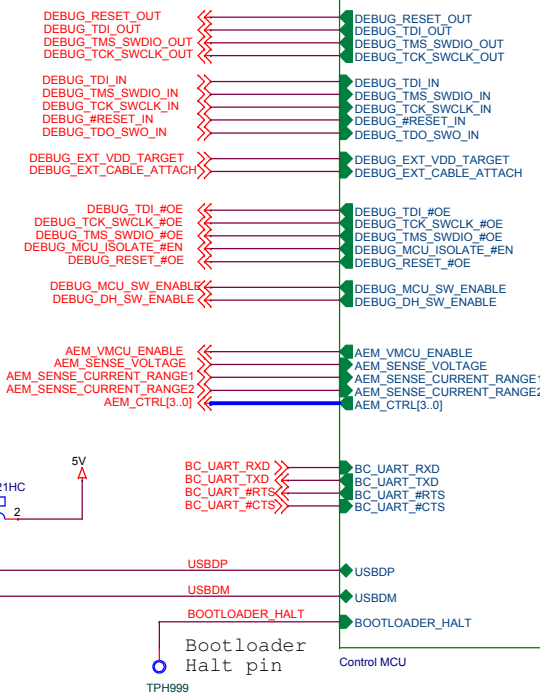 DEBUG_RESET_OUT DEBUG_RESET_OUT
DEBUG_TDI_OUT DEBUG_TDI_OUT
DEBUG_TMS_SWDIO_OUT DEBUG_TMS_SWDIO_OUT
DEBUG_TCK_SWCLK_OUT DEBUG_TCK_SWCLK_OUT
DEBUG_TDI_IN DEBUG_TDI_IN
DEBUG_TMS_SWDIO_IN DEBUG_TMS_SWDIO_IN
DEBUG_TCK_SWCLK_IN DEBUG_TCK_SWCLK_IN
DEBUG_#RESET_IN DEBUG_#RESET_IN
DEBUG_TDO_SWO_IN DEBUG_TDO_SWO_IN
DEBUG_EXT_VDD_TARGET DEBUG_EXT_VDD_TARGET
DEBUG_EXT_CABLE_ATTACH DEBUG_EXT_CABLE_ATTACH
DEBUG_TDI_#OE DEBUG_TDI_#OE
DEBUG_TCK_SWCLK_#OE DEBUG_TCK_SWCLK_#OE
DEBUG_TMS_SWDIO_#OE DEBUG_TMS_SWDIO_#OE
DEBUG_MCU_ISOLATE_#EN DEBUG_MCU_ISOLATE_#EN
DEBUG_RESET_#OE DEBUG_RESET_#OE
DEBUG_MCU_SW_ENABLE DEBUG_MCU_SW_ENABLE
DEBUG_DH_SW_ENABLE DEBUG_DH_SW_ENABLE
AEM_VMCU_ENABLE AEM_VMCU_ENABLE
AEM_SENSE_VOLTAGE AEM_SENSE_VOLTAGE
AEM_SENSE_CURRENT_RANGE1 AEM_SENSE_CURRENT_RANGE1
AEM_SENSE_CURRENT_RANGE2 AEM_SENSE_CURRENT_RANGE2
AEM_CTRL[3..0] AEM_CTRL[3..0]
5V
BC_UART_RXD BC_UART_RXD
BC_UART_TXD BC_UART_TXD
21HC BC_UART_#RTS BC_UART_#RTS
BC_UART_#CTS BC_UART_#CTS
2
USBDP USBDP
USBDM USBDM
BOOTLOADER_HALT BOOTLOADER_HALT
Bootloader
Halt pin
Control MCU
TPH999